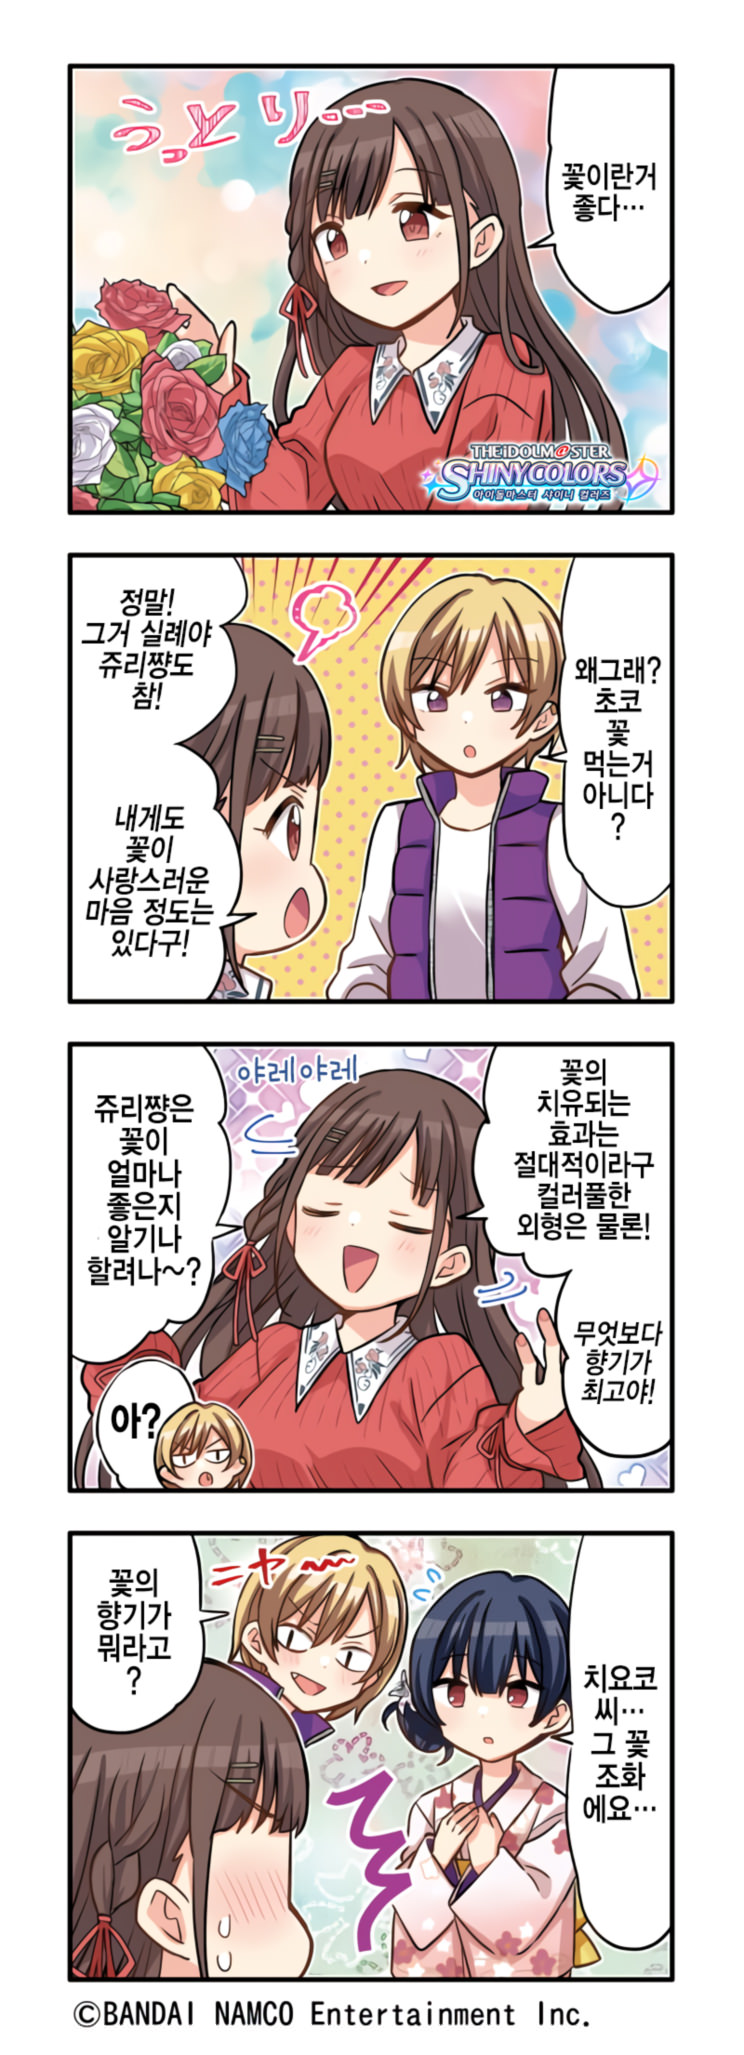 うっとり…
꽃이란거
좋다…
THE iDOLM@STER
SHINY COLORS
아이돌마스터 샤이니 컬러즈
왜그래?
초코
꽃
먹는거
아니다
?
정말!
그거 실례야
쥬리쨩도
참!
내게도
꽃이
사랑스러운
마음 정도는
있다구!
꽃의
치유되는
효과는
절대적이라구
컬러풀한
외형은 물론!
무엇보다
향기가
최고야!
야레야레
쥬리쨩은
꽃이
얼마나
좋은지
알기나
할려나~?
아?
치요코
씨…
그 꽃
조화
에요…
ニヤー
꽃의
향기가
뭐라고
?
©BANDAI NAMCO Entertainment Inc.